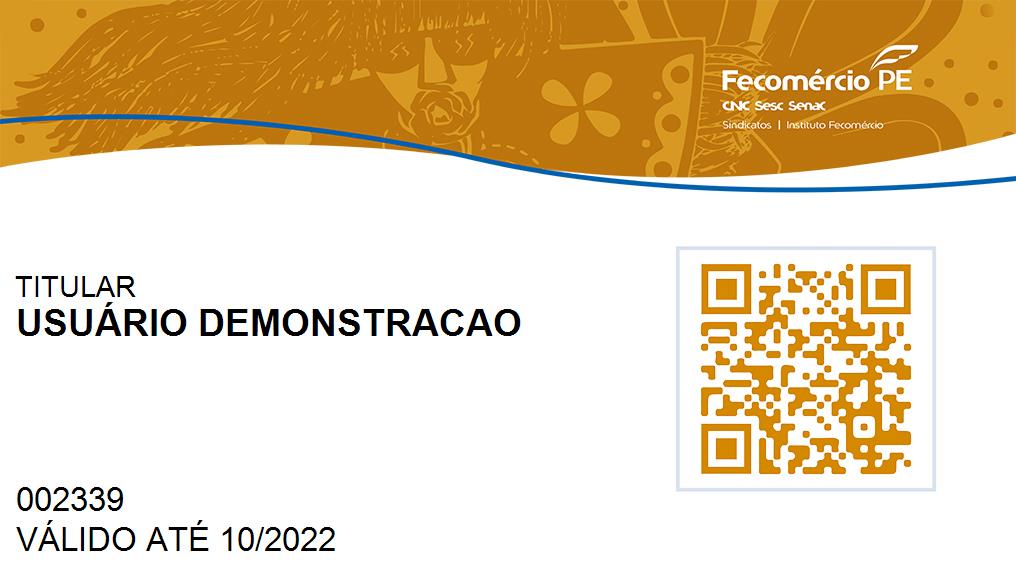 Fecomércio PE
CNC Sesc Senac
Sindicatos | Instituto Fecomércio
TITULAR
USUÁRIO DEMONSTRACAO
002339
VÁLIDO ATÉ 10/2022